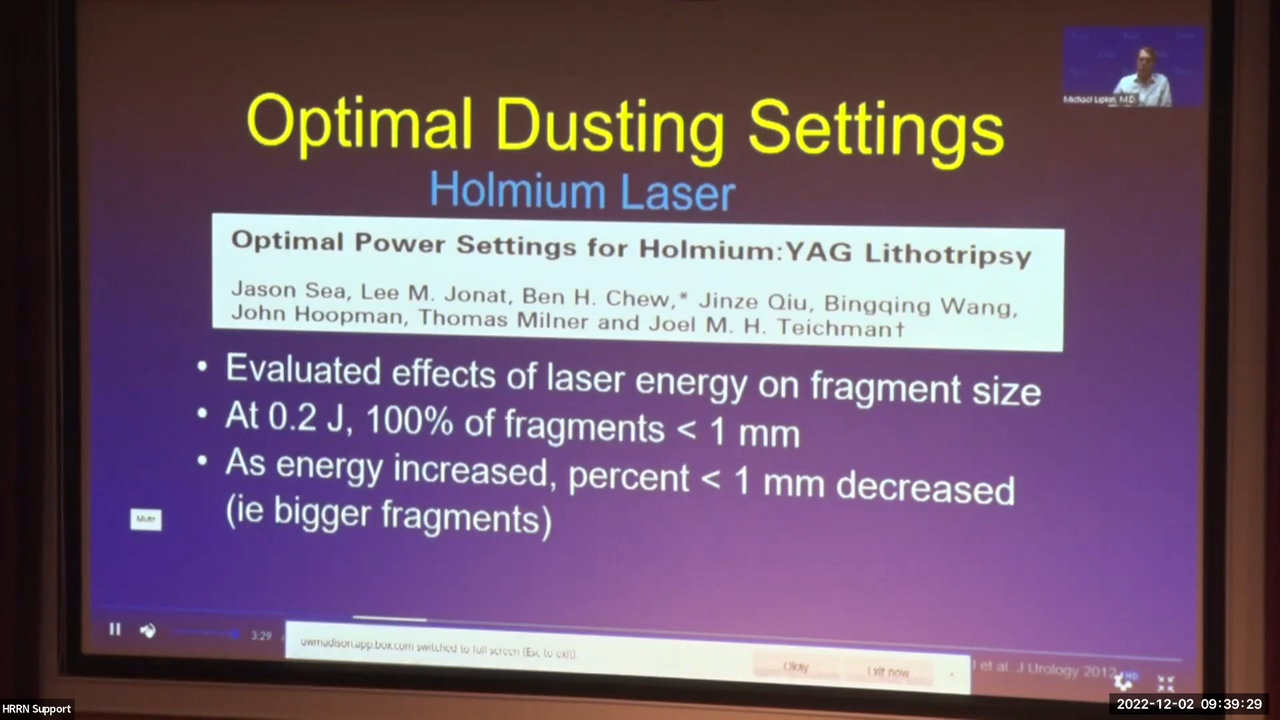 Michael Lipkin, M.D.
Optimal Dusting Settings
Holmium Laser
Optimal Power Settings for Holmium:YAG Lithotripsy
Jason Sea, Lee M. Jonat, Ben H. Chew,* Jinze Qiu, Bingqing Wang,
John Hoopman, Thomas Milner and Joel M. H. Teichman†
• Evaluated effects of laser energy on fragment size
• At 0.2 J, 100% of fragments < 1 mm
• As energy increased, percent < 1 mm decreased
(ie bigger fragments)
Mute
3:29
uwmadison.app.box.com switched to full screen (Esc to exit)
Okay
Exit now
et al. J Urology 2012
HD
HRRN Support
2022-12-02 09:39:29